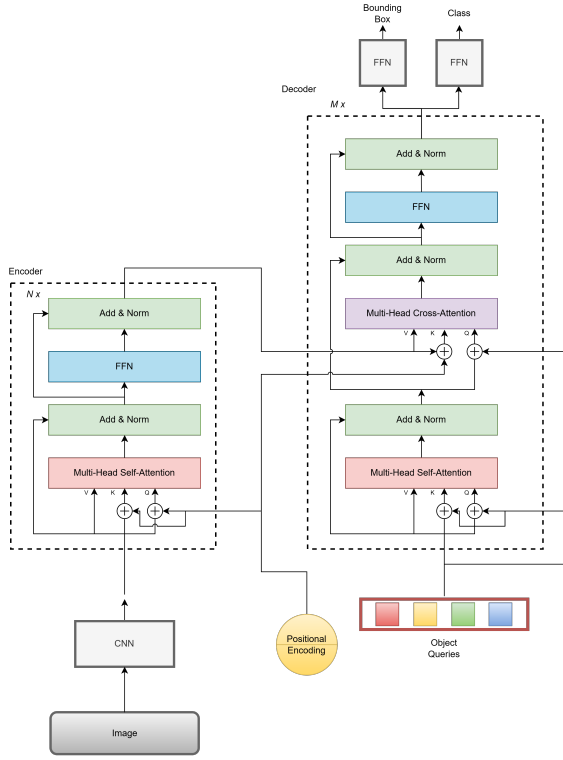 Bounding
Box
Class
FFN
FFN
Decoder
M x
Add & Norm
FFN
Add & Norm
Multi-Head Cross-Attention
V
K
Q
Add & Norm
Multi-Head Self-Attention
V
K
Q
Encoder
N x
Add & Norm
FFN
Add & Norm
Multi-Head Self-Attention
V
K
Q
CNN
Image
Positional
Encoding
Object
Queries